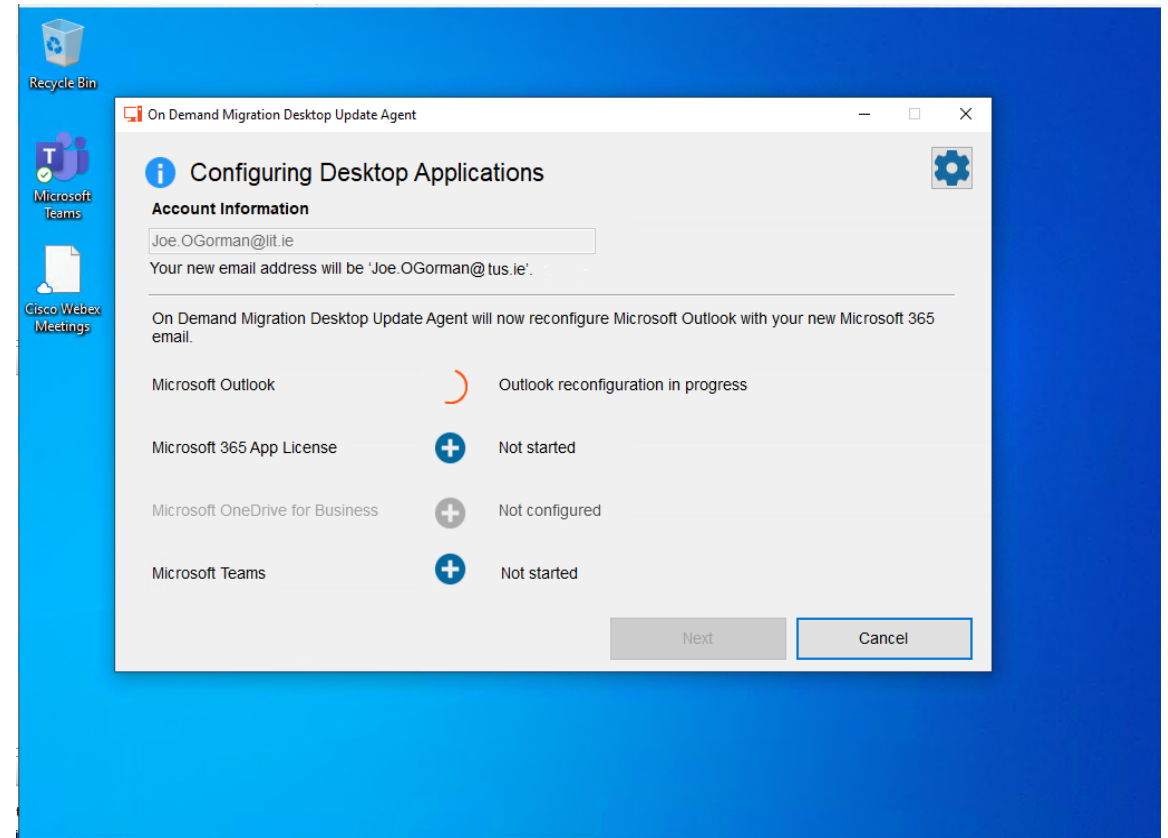 Recycle Bin
Microsoft
Teams
Cisco Webex
Meetings
On Demand Migration Desktop Update Agent
Configuring Desktop Applications
Account Information
Joe.OGorman@lit.ie
Your new email address will be 'Joe.OGorman@ tus.ie'.
On Demand Migration Desktop Update Agent will now reconfigure Microsoft Outlook with your new Microsoft 365
email.
Microsoft Outlook Outlook reconfiguration in progress
Microsoft 365 App License Not started
Microsoft OneDrive for Business Not configured
Microsoft Teams Not started
Next Cancel